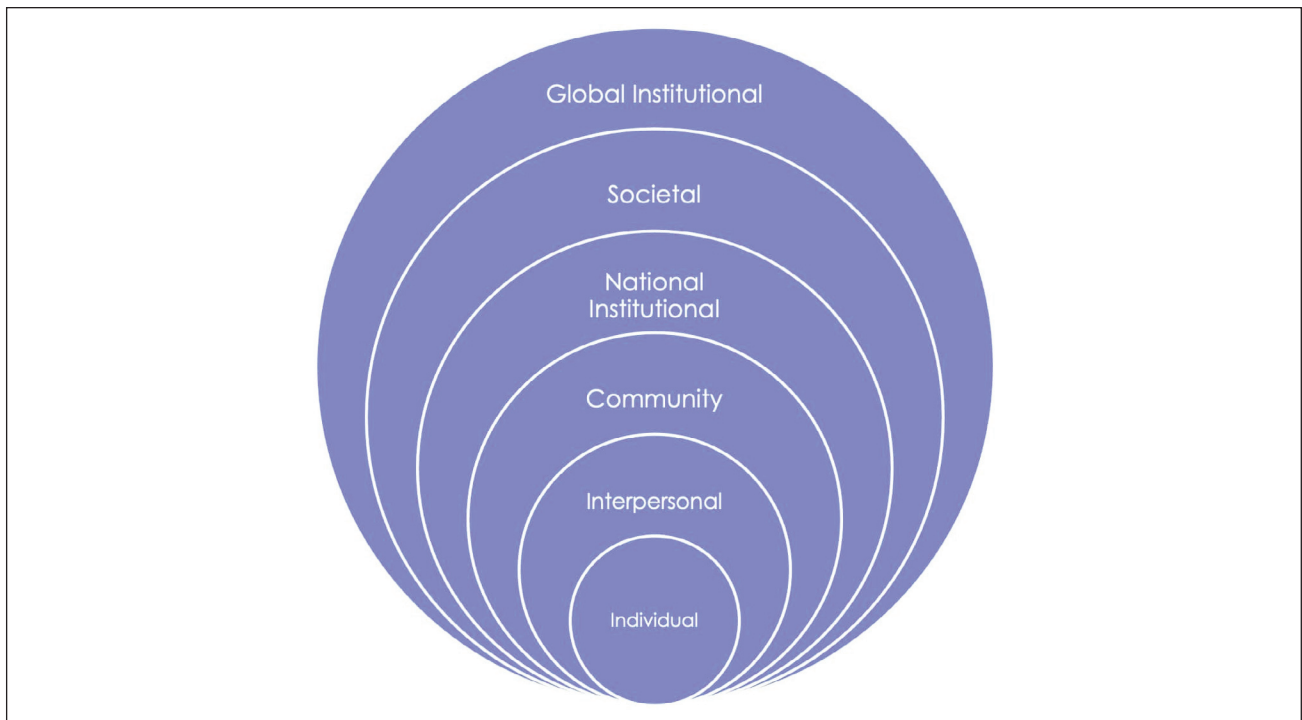 Global Institutional
Societal
National
Institutional
Community
Interpersonal
Individual